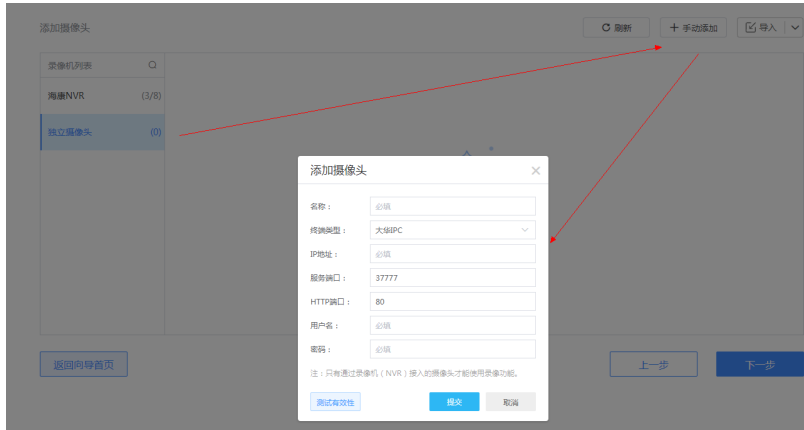 添加摄像头
刷新 手动添加 导入
录像机列表
海康NVR (3/8)
独立摄像头 (0)
添加摄像头
名称： 必填
终端类型： 大华IPC
IP地址： 必填
服务端口： 37777
HTTP端口： 80
用户名： 必填
密码： 必填
注：只有通过录像机（NVR）接入的摄像头才能使用录像功能。
测试有效性 提交 取消
返回向导首页 上一步 下一步